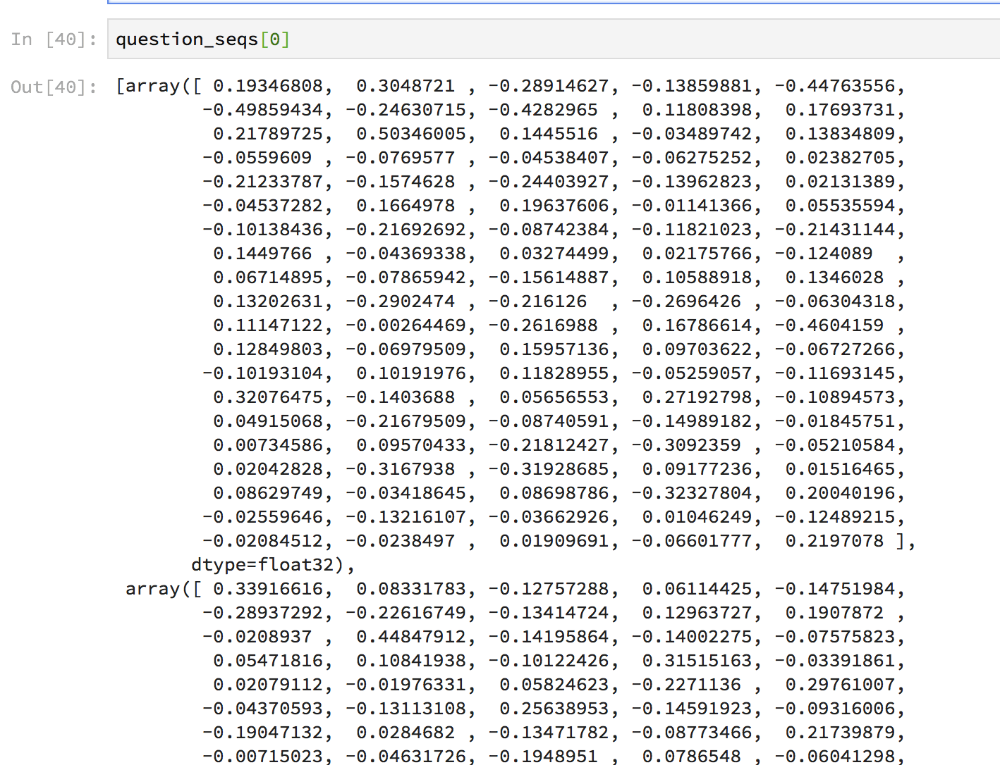 In [40]: question_seqs[0]
Out[40]: [array([ 0.19346808,  0.3048721 , -0.28914627, -0.13859881, -0.44763556,
-0.49859434, -0.24630715, -0.4282965 ,  0.11808398,  0.17693731,
0.21789725,  0.50346005,  0.1445516 , -0.03489742,  0.13834809,
-0.0559609 , -0.0769577 , -0.04538407, -0.06275252,  0.02382705,
-0.21233787, -0.1574628 , -0.24403927, -0.13962823,  0.02131389,
-0.04537282,  0.1664978 ,  0.19637606, -0.01141366,  0.05535594,
-0.10138436, -0.21692692, -0.08742384, -0.11821023, -0.21431144,
0.1449766 , -0.04369338,  0.03274499,  0.02175766, -0.124089  ,
0.06714895, -0.07865942, -0.15614887,  0.10588918,  0.1346028 ,
0.13202631, -0.2902474 , -0.216126  , -0.2696426 , -0.06304318,
0.11147122, -0.00264469, -0.2616988 ,  0.16786614, -0.4604159 ,
0.12849803, -0.06979509,  0.15957136,  0.09703622, -0.06727266,
-0.10193104,  0.10191976,  0.11828955, -0.05259057, -0.11693145,
0.32076475, -0.1403688 ,  0.05656553,  0.27192798, -0.10894573,
0.04915068, -0.21679509, -0.08740591, -0.14989182, -0.01845751,
0.00734586,  0.09570433, -0.21812427, -0.3092359 , -0.05210584,
0.02042828, -0.3167938 , -0.31928685,  0.09177236,  0.01516465,
0.08629749, -0.03418645,  0.08698786, -0.32327804,  0.20040196,
-0.02559646, -0.13216107, -0.03662926,  0.01046249, -0.12489215,
-0.02084512, -0.0238497 ,  0.01909691, -0.06601777,  0.2197078 ],
dtype=float32),
array([ 0.33916616,  0.08331783, -0.12757288,  0.06114425, -0.14751984,
-0.28937292, -0.22616749, -0.13414724,  0.12963727,  0.1907872 ,
-0.0208937 ,  0.44847912, -0.14195864, -0.14002275, -0.07575823,
0.05471816,  0.10841938, -0.10122426,  0.31515163, -0.03391861,
0.02079112, -0.01976331,  0.05824623, -0.2271136 ,  0.29761007,
-0.04370593, -0.13113108,  0.25638953, -0.14591923, -0.09316006,
-0.19047132,  0.0284682 , -0.13471782, -0.08773466,  0.21739879,
-0.00715023, -0.04631726, -0.1948951 ,  0.0786548 , -0.06041298,